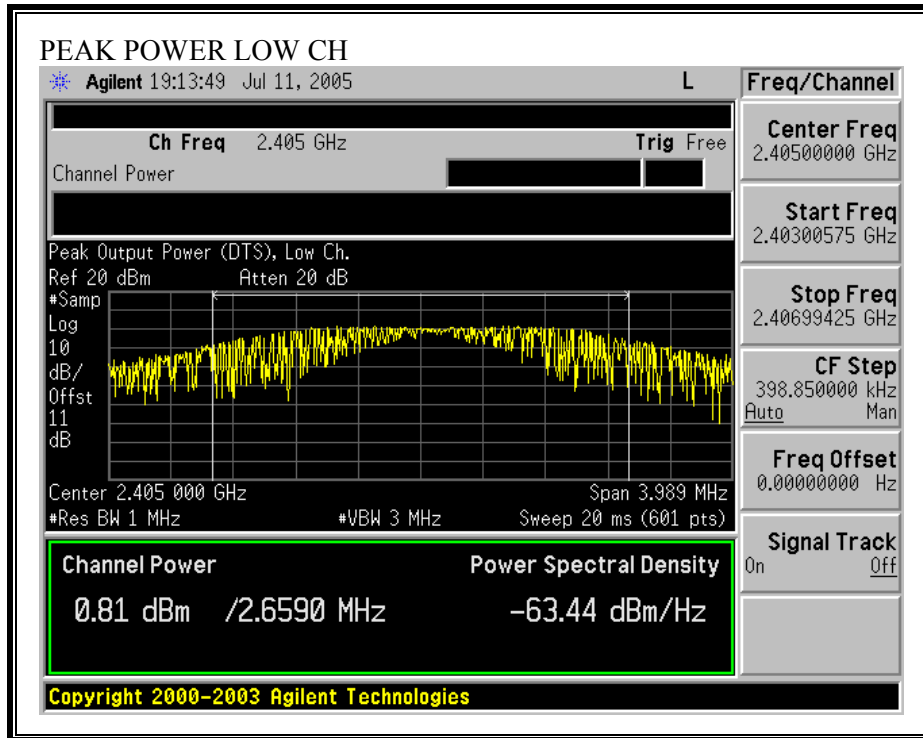 PEAK POWER LOW CH
Agilent 19:13:49 Jul 11, 2005 L Freq/Channel
Ch Freq 2.405 GHz Trig Free
Channel Power
Peak Output Power (DTS), Low Ch.
Ref 20 dBm Atten 20 dB
#Samp
Log
10
dB/
Offst
11
dB
Center 2.405 000 GHz Span 3.989 MHz
#Res BW 1 MHz #VBW 3 MHz Sweep 20 ms (601 pts)
Channel Power Power Spectral Density
0.81 dBm /2.6590 MHz -63.44 dBm/Hz
Copyright 2000-2003 Agilent Technologies
Center Freq
2.40500000 GHz
Start Freq
2.40300575 GHz
Stop Freq
2.40699425 GHz
CF Step
398.850000 kHz
Auto Man
Freq Offset
0.00000000 Hz
Signal Track
On Off